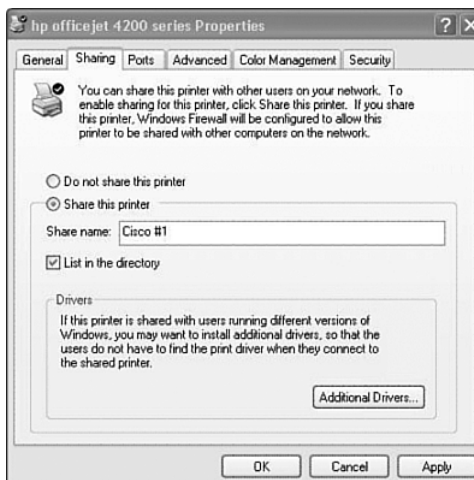 hp officejet 4200 series Properties
General Sharing Ports Advanced Color Management Security
You can share this printer with other users on your network. To
enable sharing for this printer, click Share this printer. If you share
this printer, Windows Firewall will be configured to allow this
printer to be shared with other computers on the network.
Do not share this printer
Share this printer
Share name: Cisco #1
List in the directory
Drivers
If this printer is shared with users running different versions of
Windows, you may want to install additional drivers, so that the
users do not have to find the print driver when they connect to
the shared printer.
Additional Drivers...
OK Cancel Apply